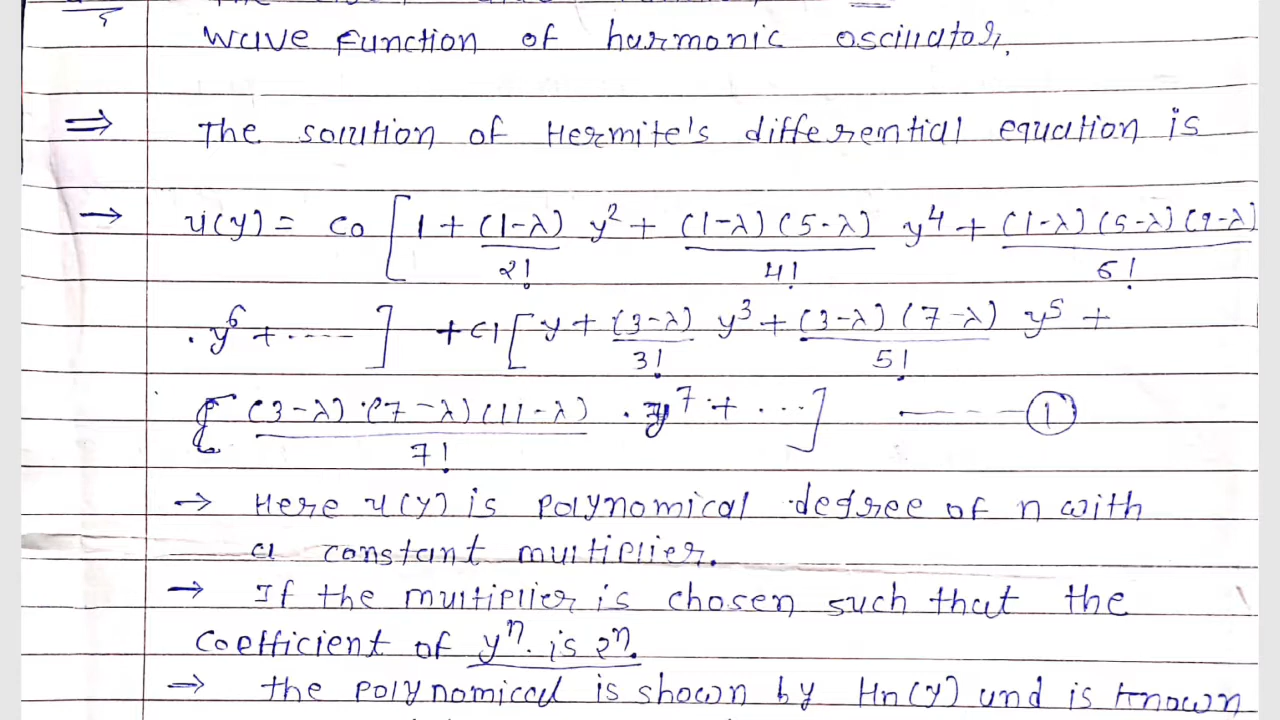 wave function of harmonic oscillator,
⇒ The solution of Hermite's differential equation is
→ u(y) = c0 [ 1 + (1-λ)/2! y² + (1-λ)(5-λ)/4! y⁴ + (1-λ)(5-λ)(9-λ)/6!
. y⁶ + ---- ] + c1 [ y + (3-λ)/3! y³ + (3-λ)(7-λ)/5! y⁵ +
[ (3-λ).(7-λ)(11-λ)/7! . y⁷ + ... ] ---- ①
→ Here u(y) is polynomical degree of n with
a constant multiplier.
→ If the multiplier is chosen such that the
coefficient of yⁿ. is 2ⁿ.
→ the polynomical is shown by Hn(y) and is known